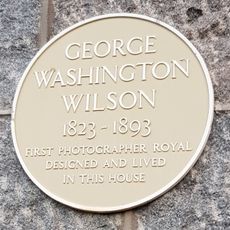 GEORGE
WASHINGTON
WILSON
1823-1893
FIRST PHOTOGRAPHER ROYAL
DESIGNED AND LIVED
IN THIS HOUSE